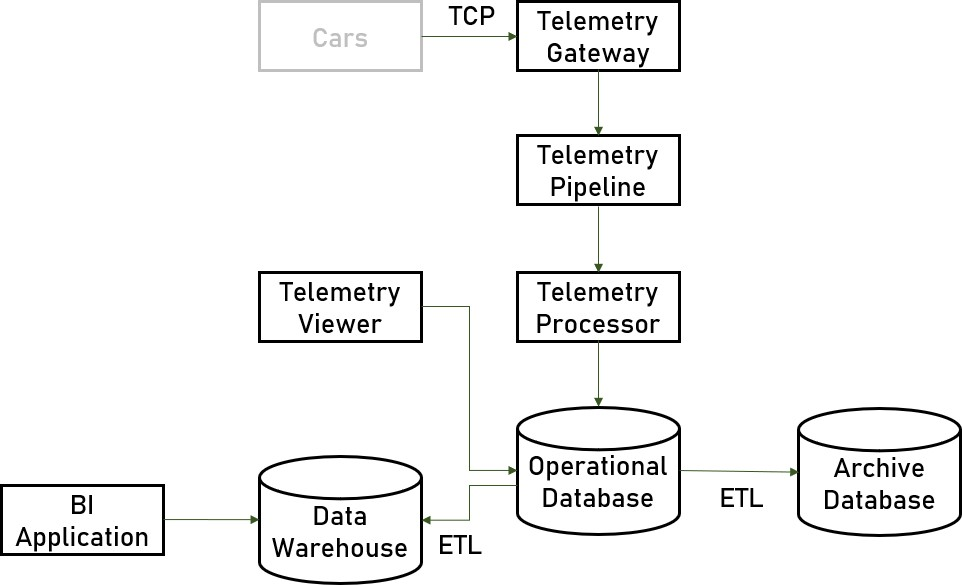 Cars
TCP
Telemetry
Gateway
Telemetry
Pipeline
Telemetry
Viewer
Telemetry
Processor
Operational
Database
ETL
Archive
Database
BI
Application
Data
Warehouse
ETL